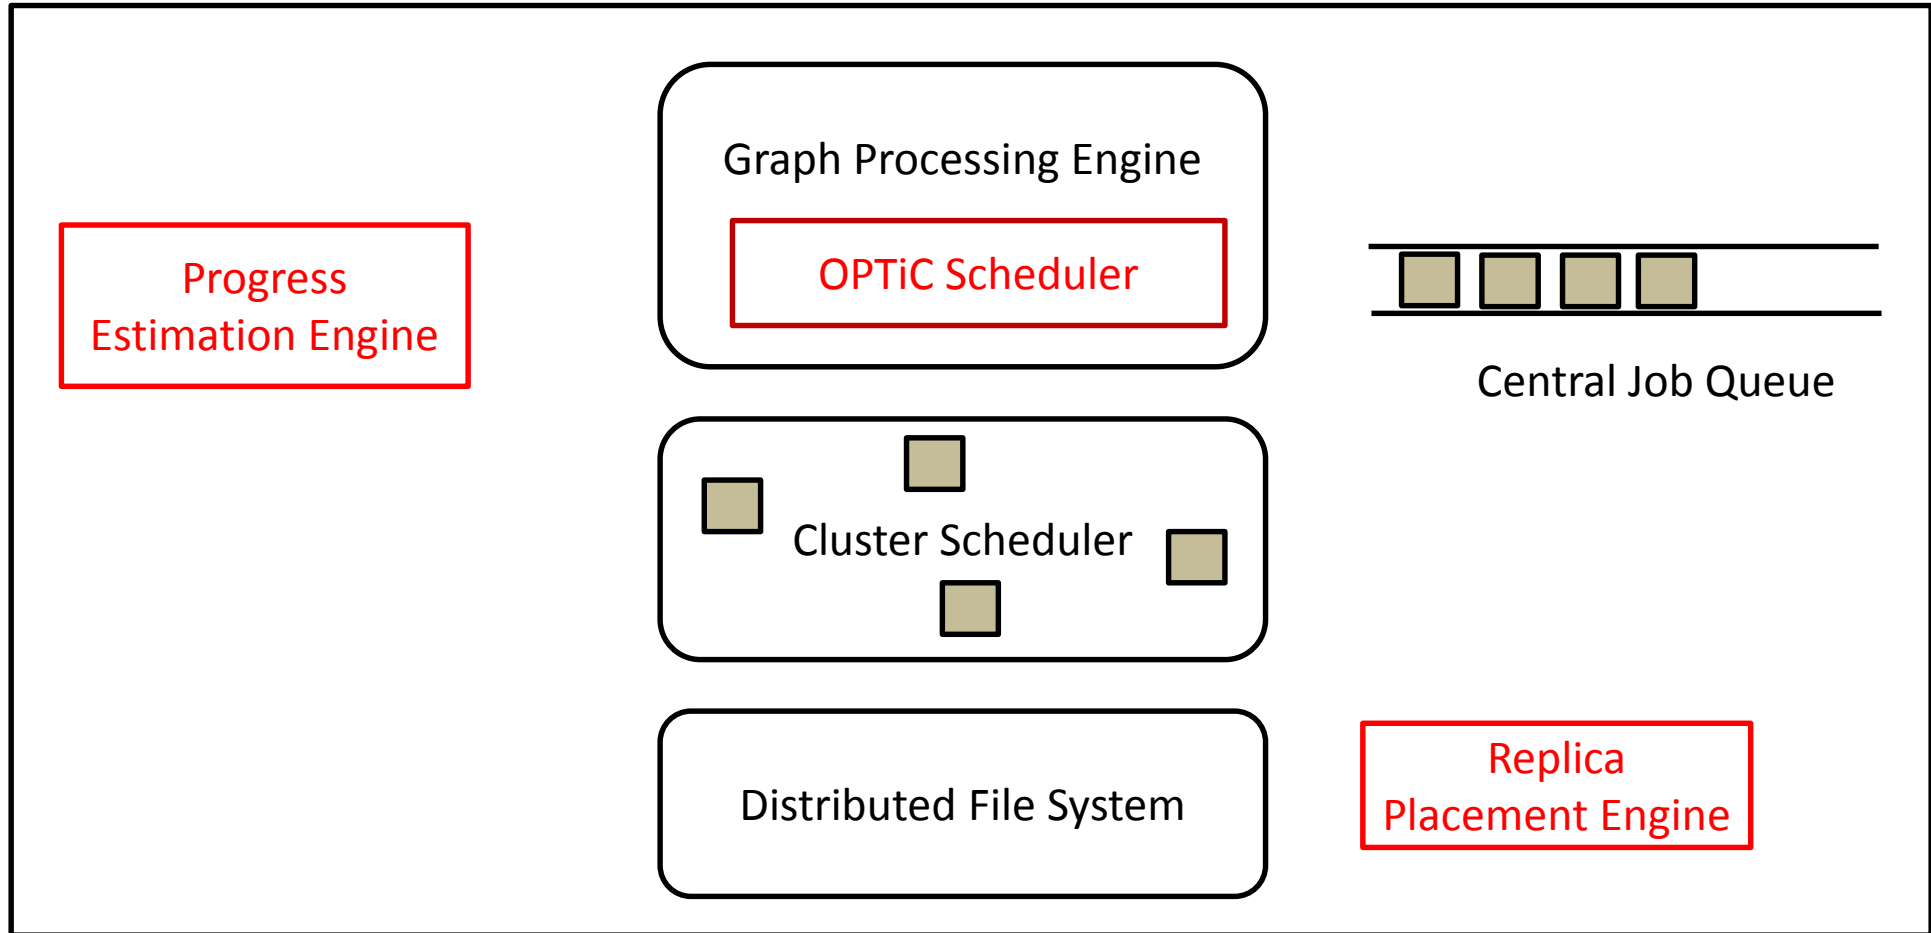 Graph Processing Engine
OPTiC Scheduler
Progress
Estimation Engine
Central Job Queue
Cluster Scheduler
Distributed File System
Replica
Placement Engine